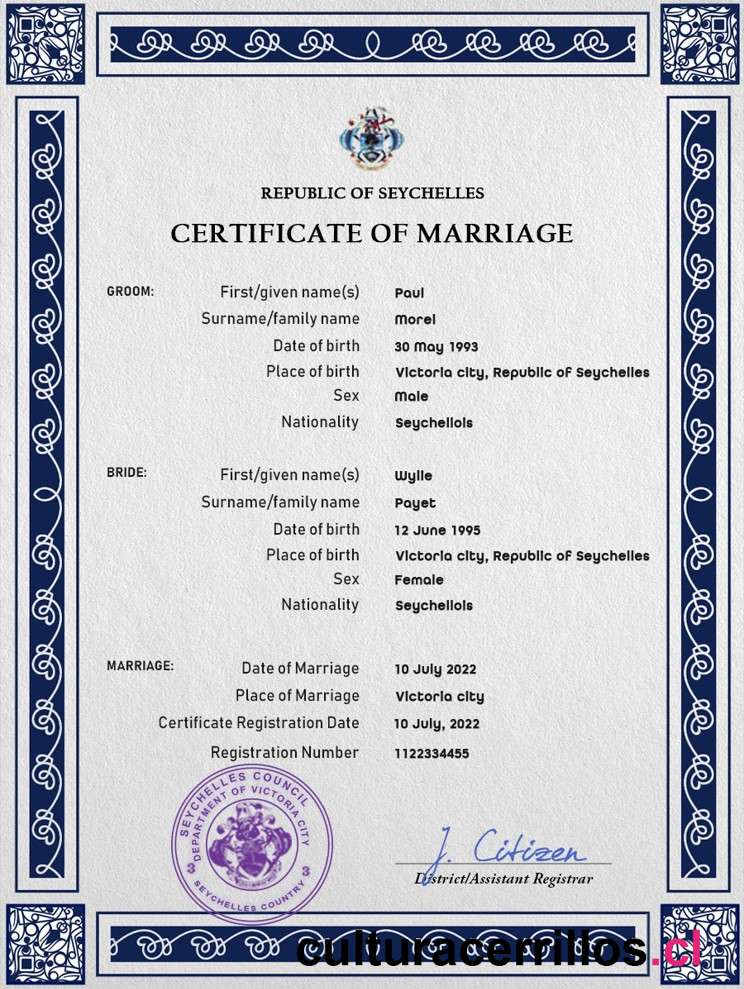 REPUBLIC OF SEYCHELLES
CERTIFICATE OF MARRIAGE
GROOM: First/given name(s) Paul
Surname/family name Morel
Date of birth 30 May 1993
Place of birth Victoria city, Republic of Seychelles
Sex Male
Nationality Seychellois
BRIDE: First/given name(s) Wylie
Surname/family name Payet
Date of birth 12 June 1995
Place of birth Victoria city, Republic of Seychelles
Sex Female
Nationality Seychellois
MARRIAGE: Date of Marriage 10 July 2022
Place of Marriage Victoria city
Certificate Registration Date 10 July, 2022
Registration Number 1122334455
SEYCHELLES COUNCIL
DEPARTMENT OF VICTORIA CITY
3 3
SEYCHELLES COUNTRY
J. Citizen
District/Assistant Registrar
culturacerrillos.cl